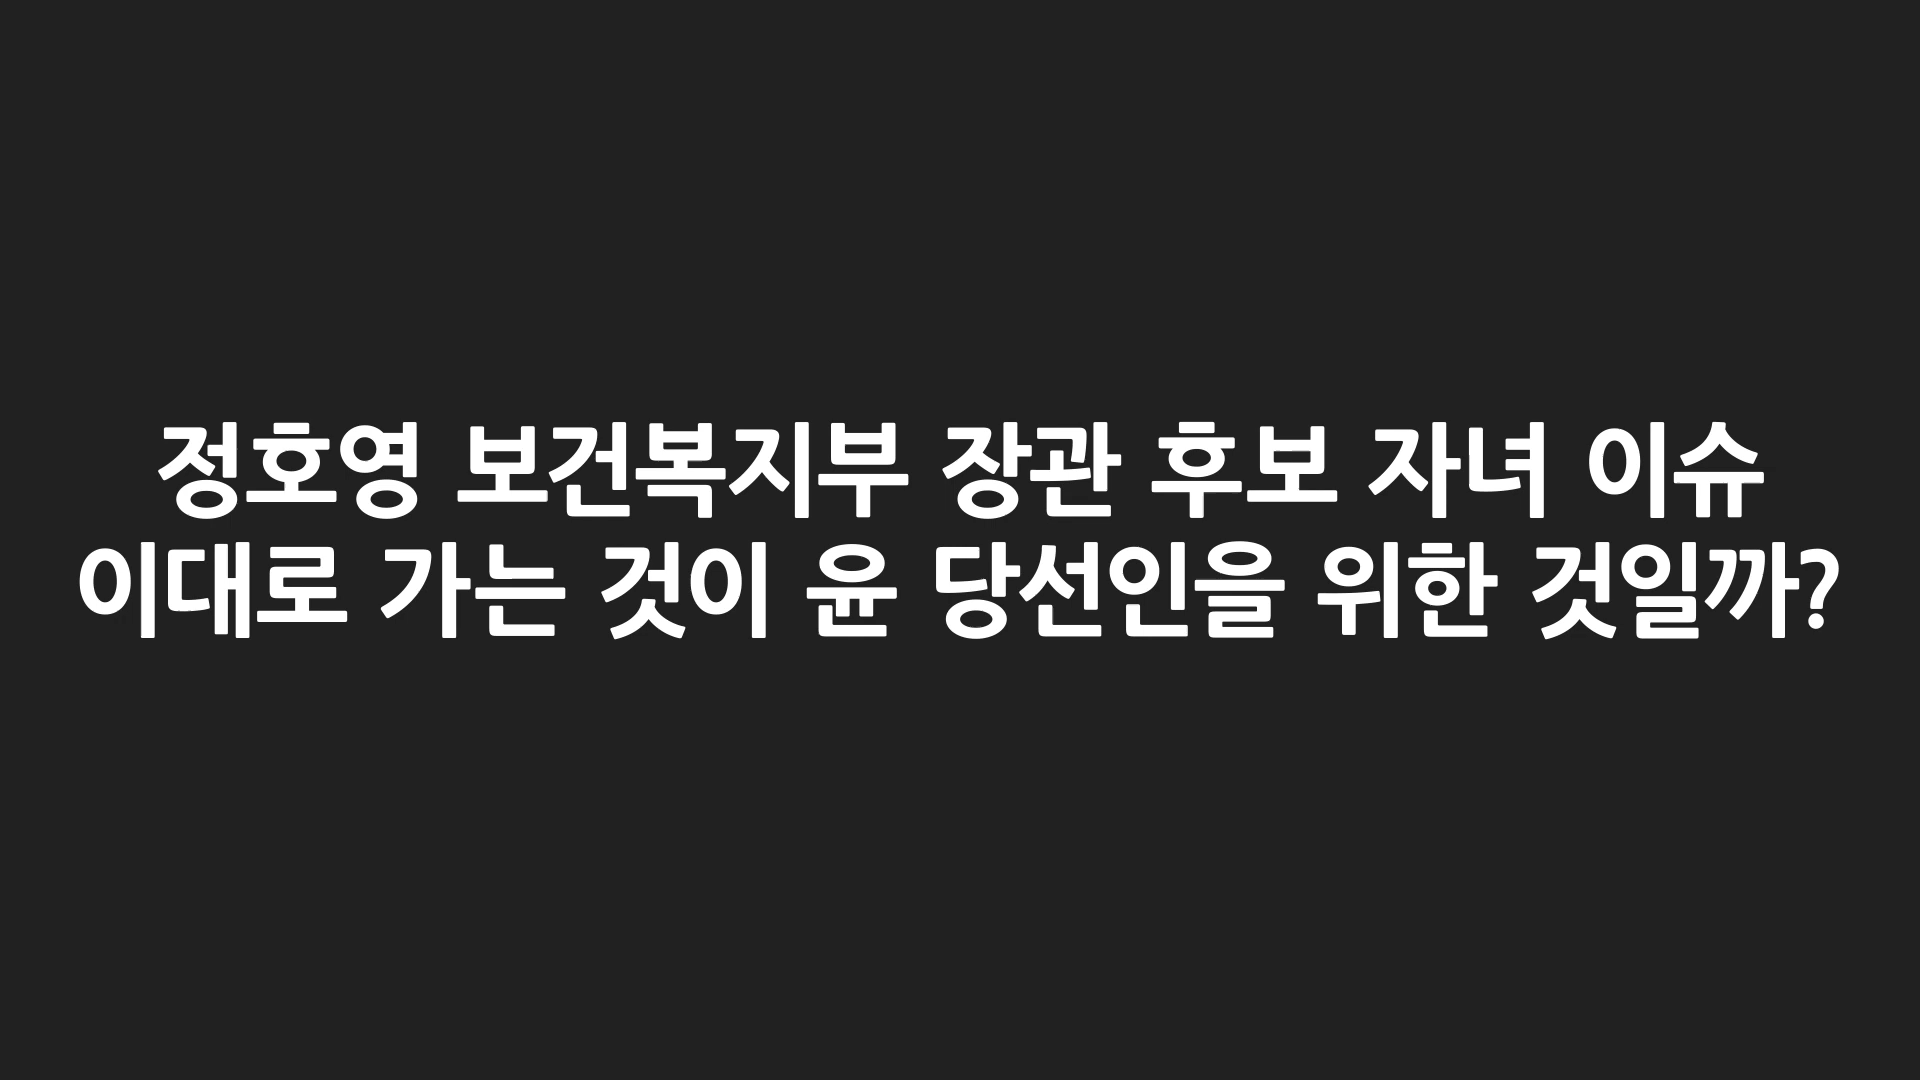 정호영 보건복지부 장관 후보 자녀 이슈
이대로 가는 것이 윤 당선인을 위한 것일까?